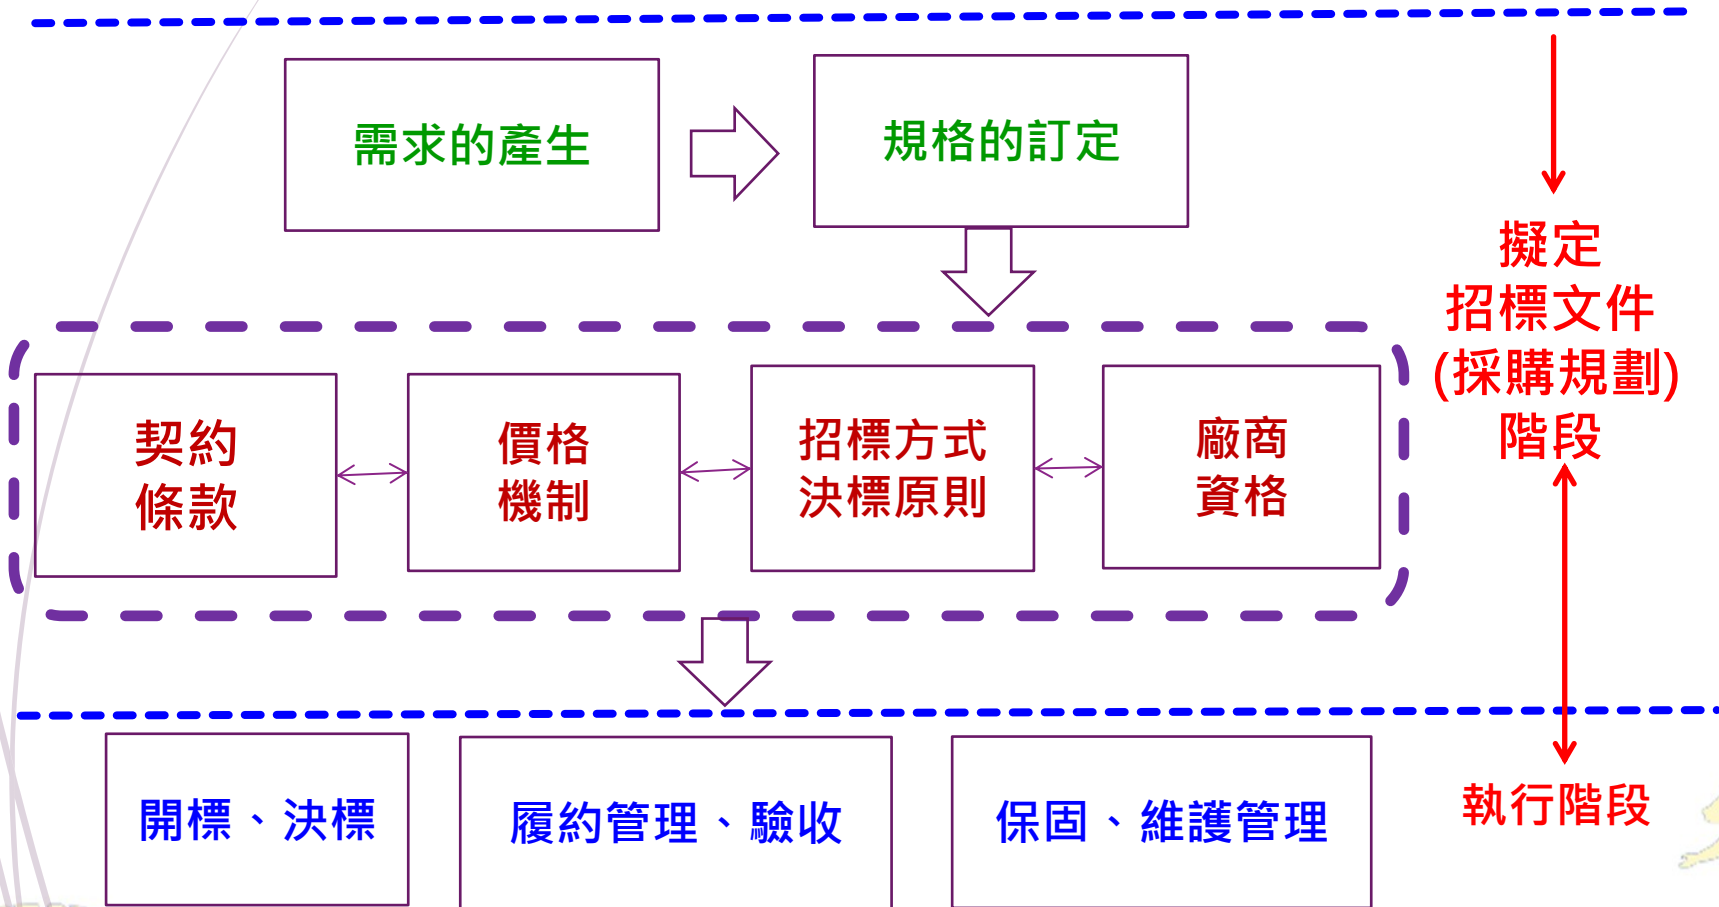 需求的產生
規格的訂定
擬定
招標文件
(採購規劃)
階段
契約
條款
價格
機制
招標方式
決標原則
廠商
資格
開標、決標
履約管理、驗收
保固、維護管理
執行階段